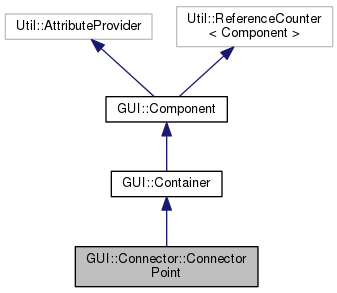 Util::AttributeProvider
Util::ReferenceCounter
< Component >
GUI::Component
GUI::Container
GUI::Connector::Connector
Point